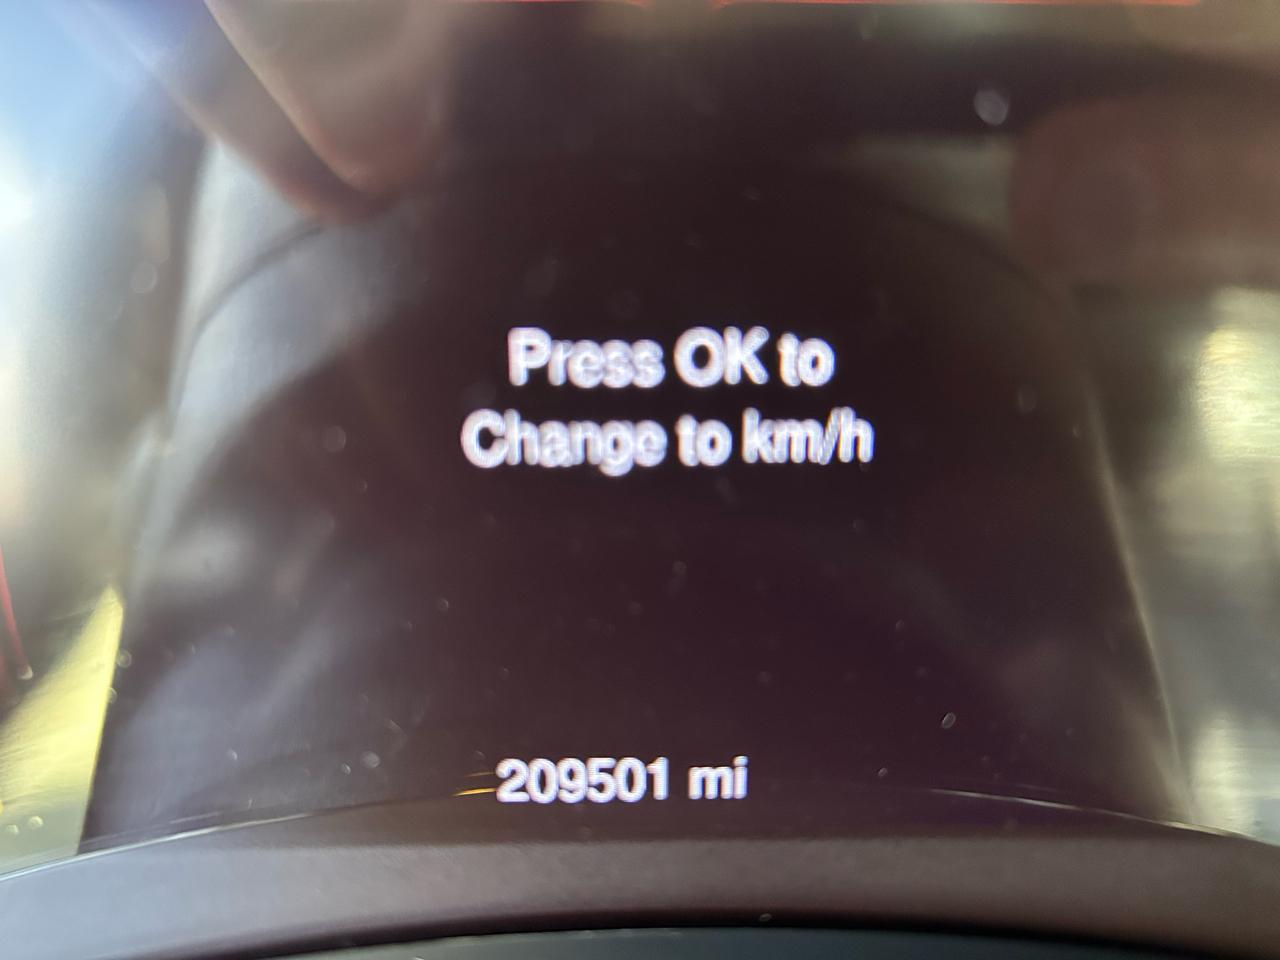 Press OK to
Change to km/h
209501 mi